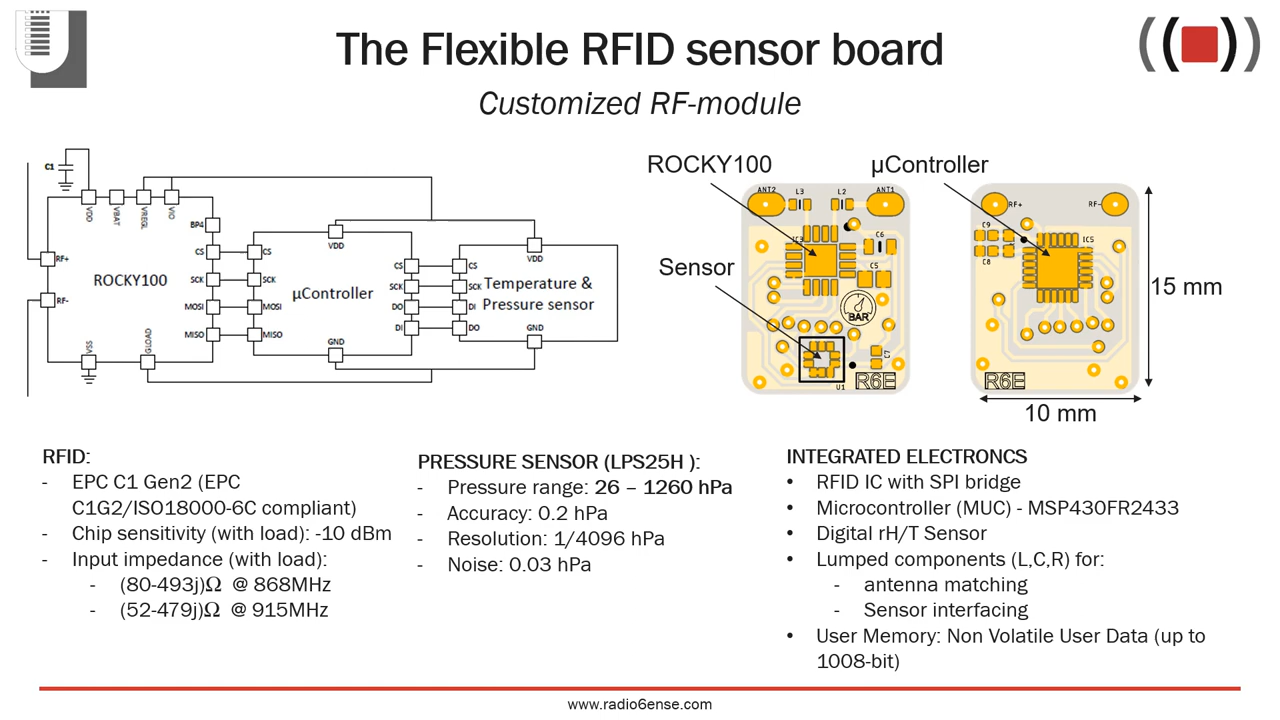 The Flexible RFID sensor board
Customized RF-module
C1
VDD
VBAT
VREGL
VIO
BP4
CS
SCK
MOSI
MISO
RF+
RF-
ROCKY100
VSS
VDD
CS
SCK
MOSI
MISO
µController
CS
SCK
DO
DI
GND
VDD
CS
SCK
DI
DO
GND
Temperature &
Pressure sensor
ROCKY100
µController
Sensor
ANT2
L3
L2
ANT1
C6
C5
BAR
U1
R6E
RF+
RF-
C9
C8
IC5
R6E
15 mm
10 mm
RFID:
- EPC C1 Gen2 (EPC
C1G2/ISO18000-6C compliant)
- Chip sensitivity (with load): -10 dBm
- Input impedance (with load):
- (80-493j)Ω @ 868MHz
- (52-479j)Ω @ 915MHz
PRESSURE SENSOR (LPS25H ):
- Pressure range: 26 – 1260 hPa
- Accuracy: 0.2 hPa
- Resolution: 1/4096 hPa
- Noise: 0.03 hPa
INTEGRATED ELECTRONCS
• RFID IC with SPI bridge
• Microcontroller (MUC) - MSP430FR2433
• Digital rH/T Sensor
• Lumped components (L,C,R) for:
- antenna matching
- Sensor interfacing
• User Memory: Non Volatile User Data (up to
1008-bit)
www.radio6ense.com